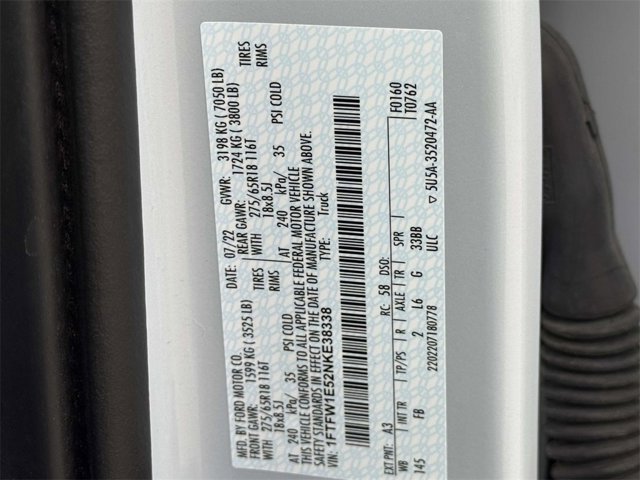 MFD. BY FORD MOTOR CO.
DATE: 07/22 GVWR: 3198 KG ( 7050 LB)
FRONT GAWR: 1599 KG ( 3525 LB) REAR GAWR: 1724 KG ( 3800 LB)
WITH 275/65R18 116T TIRES WITH 275/65R18 116T TIRES
18x8.5J RIMS 18x8.5J RIMS
AT 240 kPa/ 35 PSI COLD AT 240 kPa/ 35 PSI COLD
THIS VEHICLE CONFORMS TO ALL APPLICABLE FEDERAL MOTOR VEHICLE
SAFETY STANDARDS IN EFFECT ON THE DATE OF MANUFACTURE SHOWN ABOVE.
VIN: 1FTFW1E52NKE38338 TYPE: Truck
F0160
T0762
EXT PNT: A3 RC: 58 DSO:
WB INT TR TP/PS R AXLE TR SPR
145 FB 2 L6 G 33BB
2202207180778 ULC
▽ 5U5A-3520472-AA